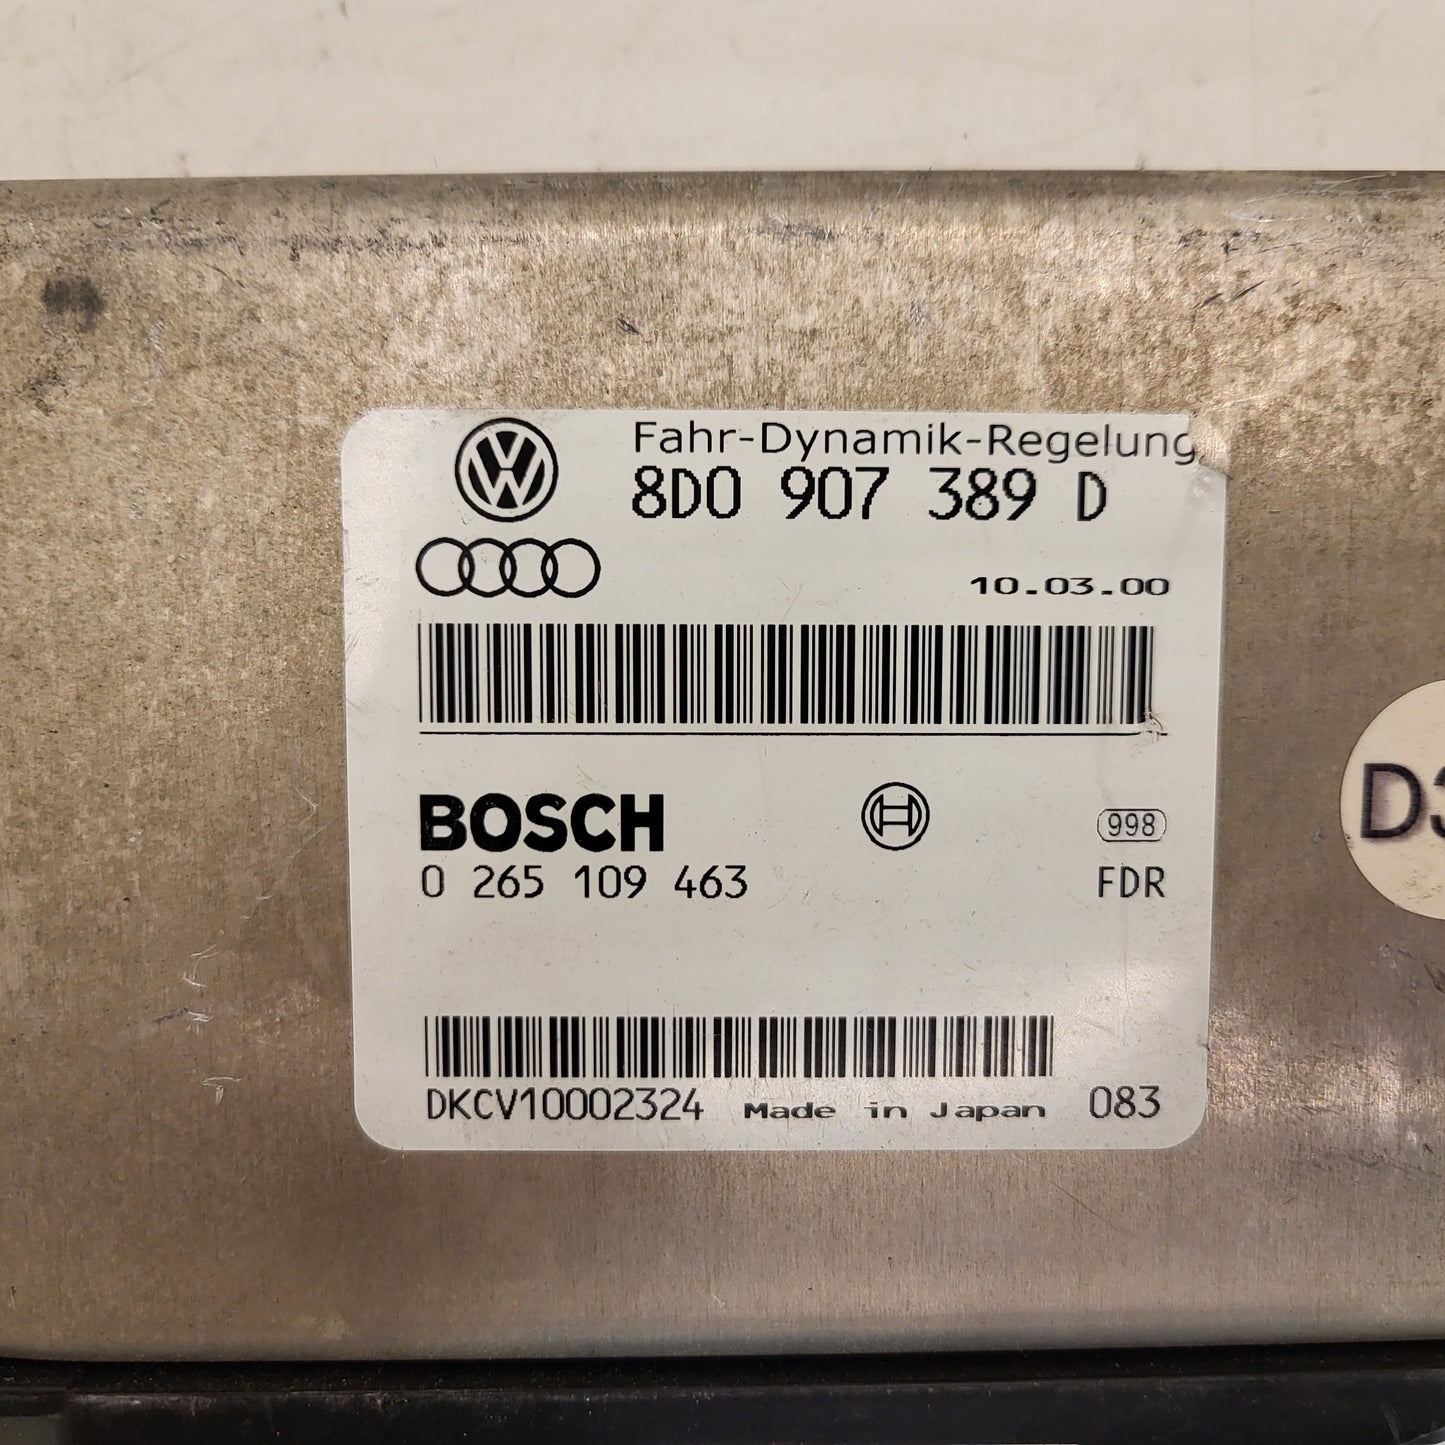 Fahr-Dynamik-Regelung
8D0 907 389 D
10.03.00
BOSCH
998
0 265 109 463
FDR
DKCV10002324 Made in Japan 083